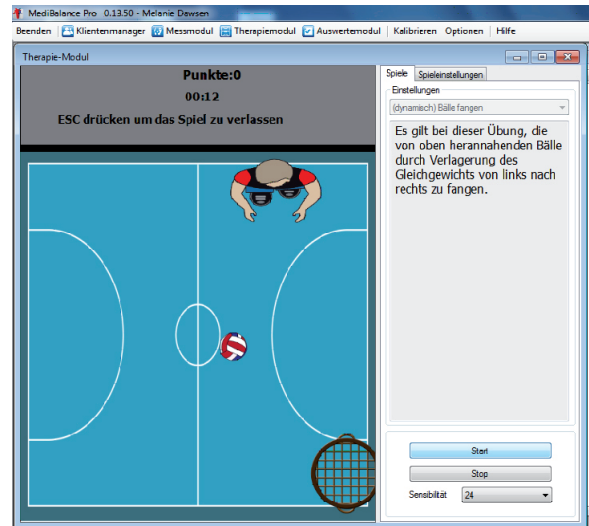 MediBalance Pro 0.13.50 - Melanie Dawsen
Beenden Klientenmanager Messmodul Therapiemodul Auswertemodul Kalibrieren Optionen Hilfe
Therapie-Modul
Punkte:0
00:12
ESC drücken um das Spiel zu verlassen
Spiele Spieleinstellungen
Einstellungen
(dynamisch) Bälle fangen
Es gilt bei dieser Übung, die
von oben herannahenden Bälle
durch Verlagerung des
Gleichgewichts von links nach
rechts zu fangen.
Start
Stop
Sensibilität 24